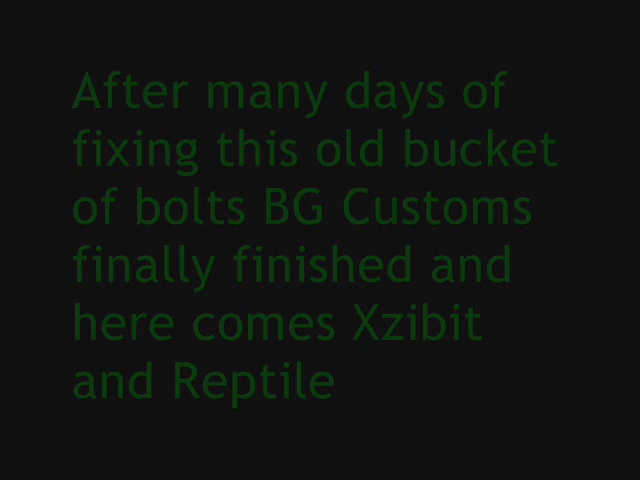 After many days of
fixing this old bucket
of bolts BG Customs
finally finished and
here comes Xzibit
and Reptile